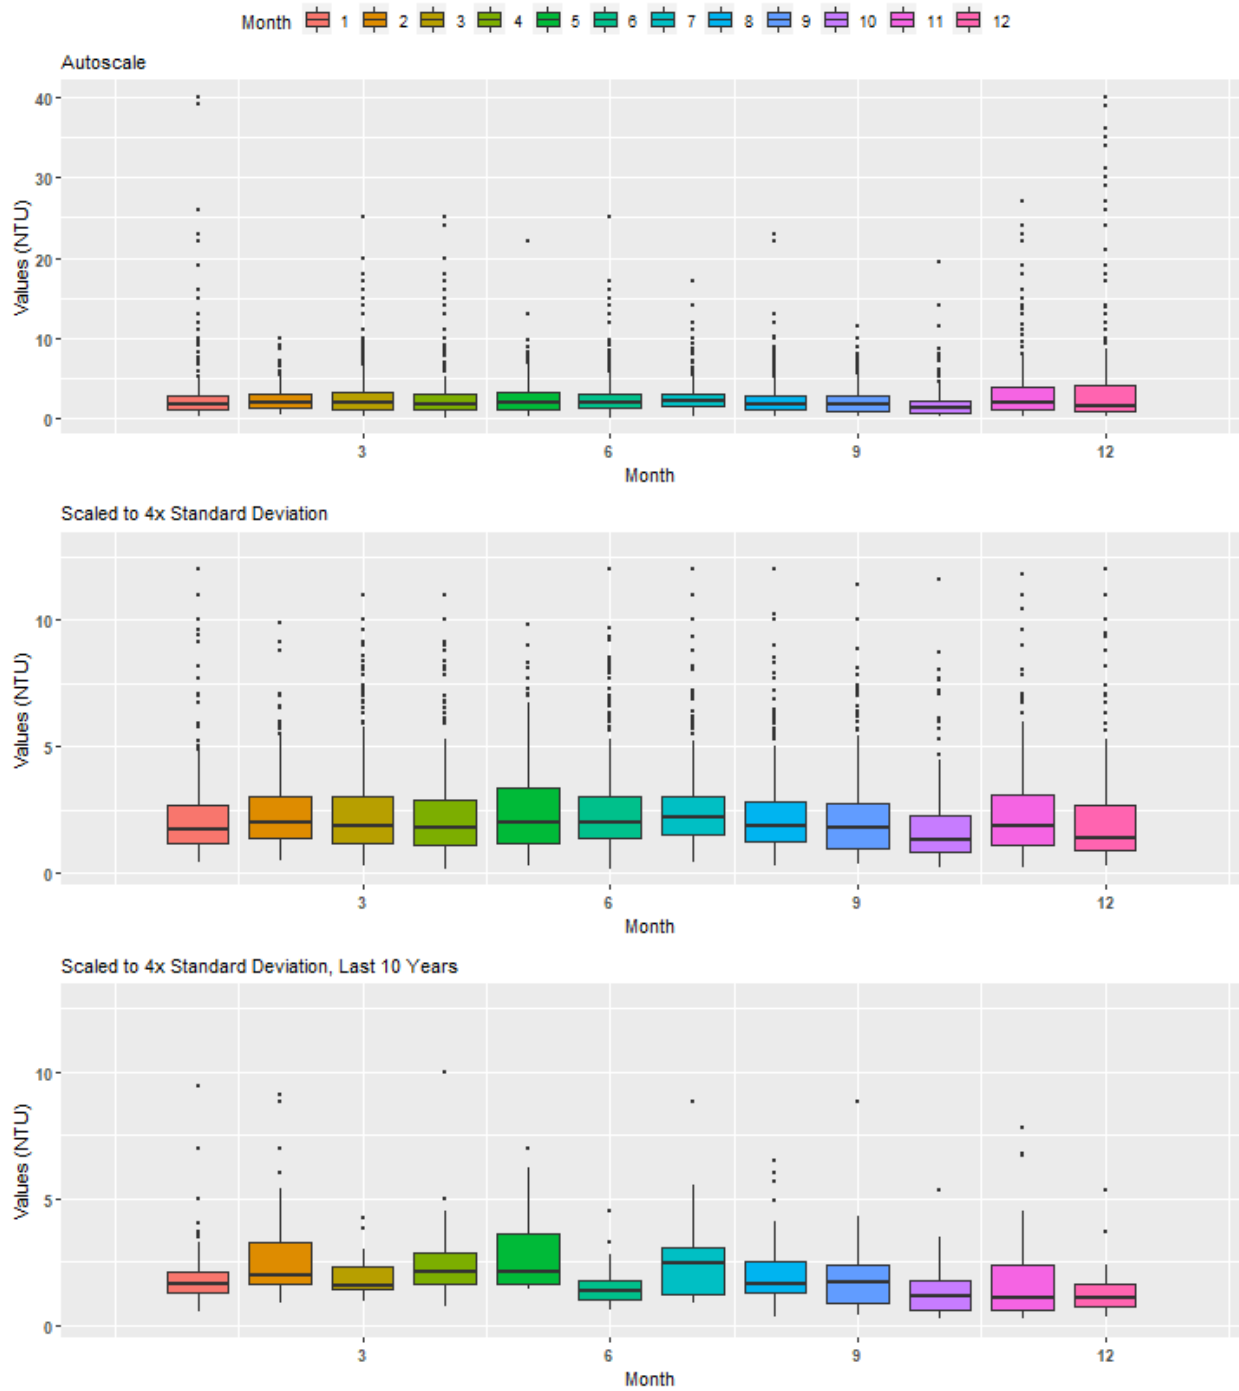 Month 1 2 3 4 5 6 7 8 9 10 11 12
Autoscale
40
30
20
10
0
Values (NTU)
3 6 9 12
Month
Scaled to 4x Standard Deviation
10
5
0
Values (NTU)
3 6 9 12
Month
Scaled to 4x Standard Deviation, Last 10 Years
10
5
0
Values (NTU)
3 6 9 12
Month